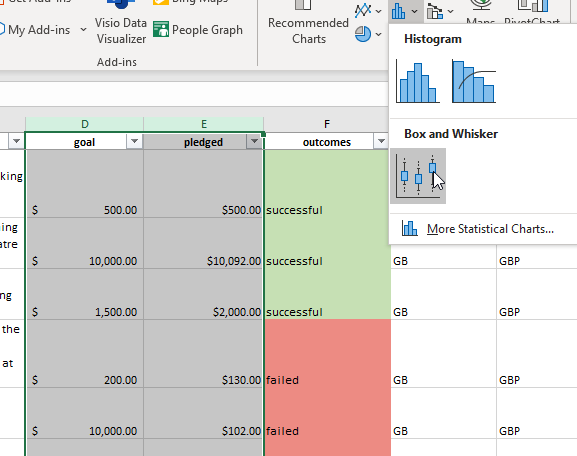 Get Add-ins
Bing Maps
My Add-ins
Visio Data
Visualizer
People Graph
Add-ins
Recommended
Charts
Maps
PivotChart
Histogram
Box and Whisker
More Statistical Charts...
D E F
goal pledged outcomes
king
$ 500.00 $500.00 successful
ning
atre
$ 10,000.00 $10,092.00 successful GB GBP
ng
$ 1,500.00 $2,000.00 successful GB GBP
the
at
$ 200.00 $130.00 failed GB GBP
$ 10,000.00 $102.00 failed GB GBP